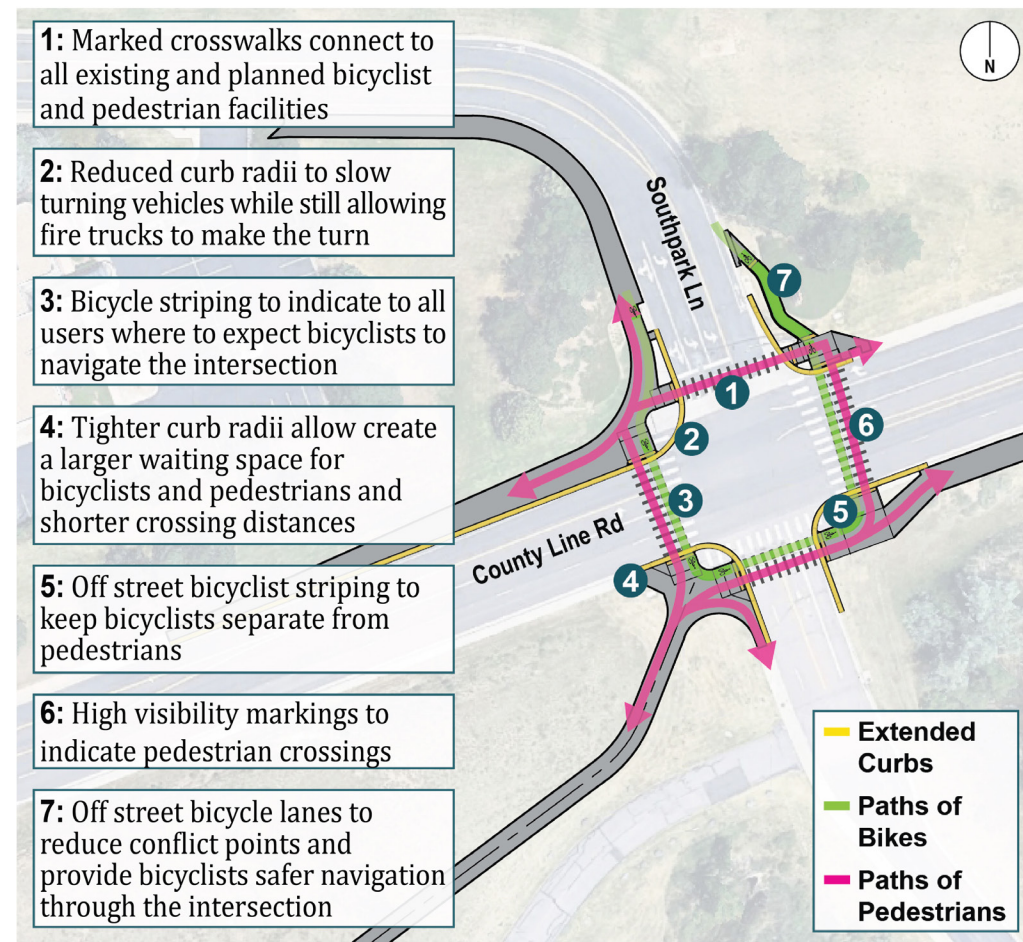 1: Marked crosswalks connect to
all existing and planned bicyclist
and pedestrian facilities
2: Reduced curb radii to slow
turning vehicles while still allowing
fire trucks to make the turn
3: Bicycle striping to indicate to all
users where to expect bicyclists to
navigate the intersection
4: Tighter curb radii allow create
a larger waiting space for
bicyclists and pedestrians and
shorter crossing distances
5: Off street bicyclist striping to
keep bicyclists separate from
pedestrians
6: High visibility markings to
indicate pedestrian crossings
7: Off street bicycle lanes to
reduce conflict points and
provide bicyclists safer navigation
through the intersection
N
Southpark Ln
7
1
6
2
3
5
County Line Rd
4
Extended
Curbs
Paths of
Bikes
Paths of
Pedestrians